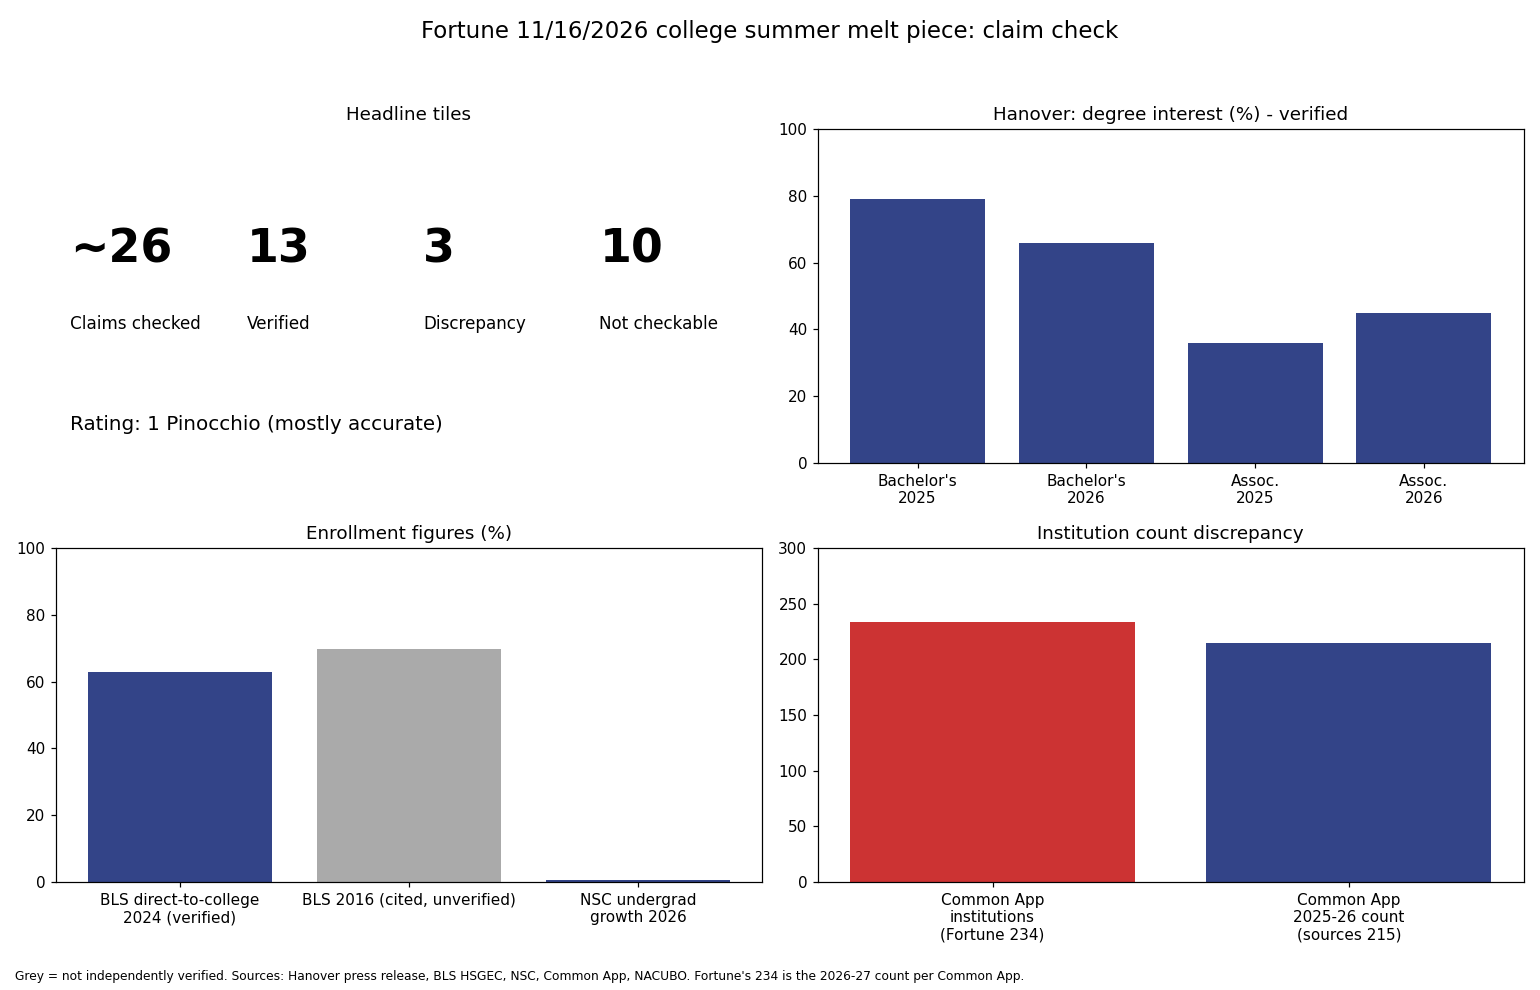 Fortune 11/16/2026 college summer melt piece: claim check
Headline tiles
~26
13
3
10
Claims checked
Verified
Discrepancy
Not checkable
Rating: 1 Pinocchio (mostly accurate)
Hanover: degree interest (%) - verified
100
80
60
40
20
0
Bachelor's
2025
Bachelor's
2026
Assoc.
2025
Assoc.
2026
Enrollment figures (%)
100
80
60
40
20
0
BLS direct-to-college
2024 (verified)
BLS 2016 (cited, unverified)
NSC undergrad
growth 2026
Institution count discrepancy
300
250
200
150
100
50
0
Common App
institutions
(Fortune 234)
Common App
2025-26 count
(sources 215)
Grey = not independently verified. Sources: Hanover press release, BLS HSGEC, NSC, Common App, NACUBO. Fortune's 234 is the 2026-27 count per Common App.